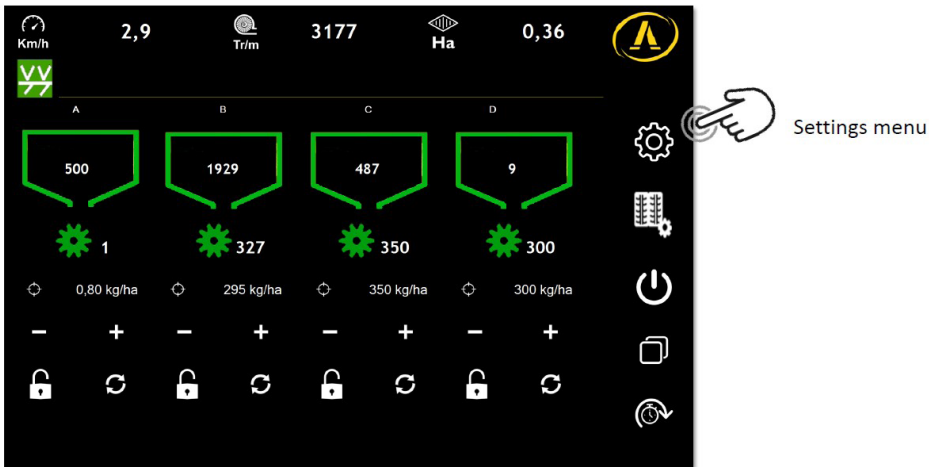 2,9 3177 0,36
Km/h Tr/m Ha
A B C D
500 1929 487 9
1 327 350 300
0,80 kg/ha 295 kg/ha 350 kg/ha 300 kg/ha
- + - + - + - +
Settings menu